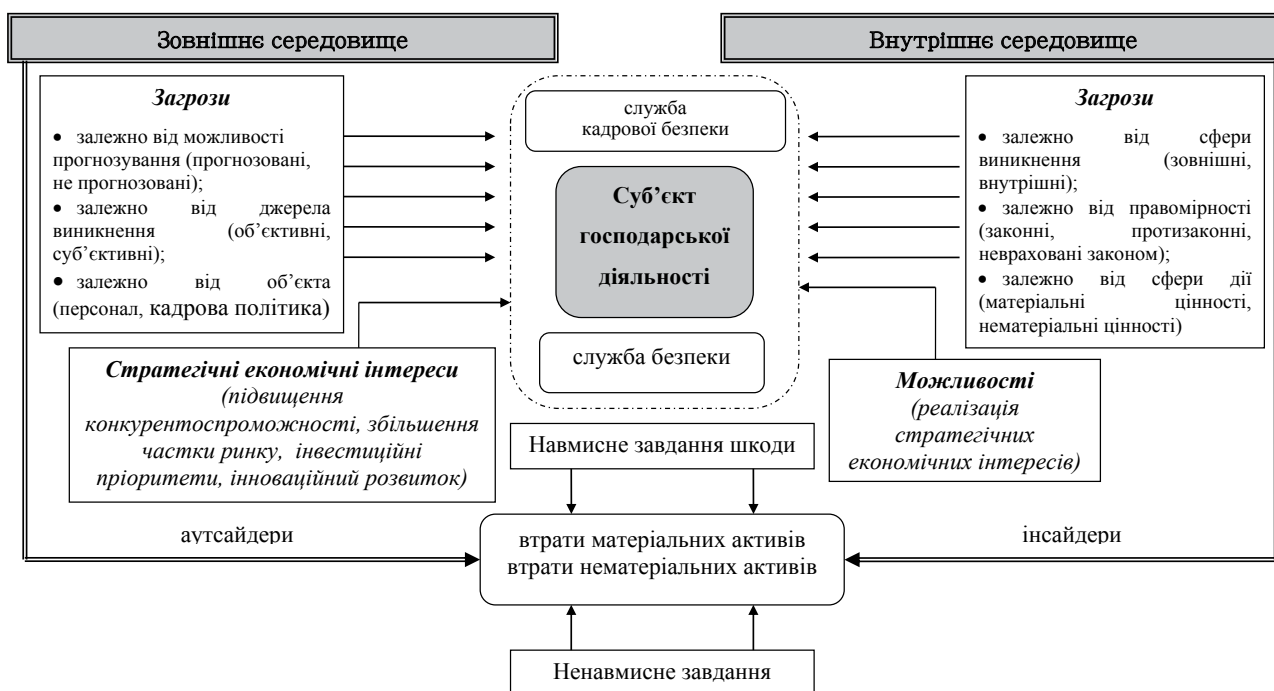 Зовнішнє середовище
Внутрішнє середовище
Загрози
• залежно від можливості
прогнозування (прогнозовані,
не прогнозовані);
• залежно від джерела
виникнення (об’єктивні,
суб’єктивні);
• залежно від об’єкта
(персонал, кадрова політика)
служба
кадрової безпеки
Суб’єкт
господарської
діяльності
служба безпеки
Загрози
• залежно від сфери
виникнення (зовнішні,
внутрішні);
• залежно від правомірності
(законні, протизаконні,
невраховані законом);
• залежно від сфери дії
(матеріальні цінності,
нематеріальні цінності)
Стратегічні економічні інтереси
(підвищення
конкурентоспроможності, збільшення
частки ринку, інвестиційні
пріоритети, інноваційний розвиток)
Можливості
(реалізація
стратегічних
економічних інтересів)
Навмисне завдання шкоди
аутсайдери
втрати матеріальних активів
втрати нематеріальних активів
інсайдери
Ненавмисне завдання